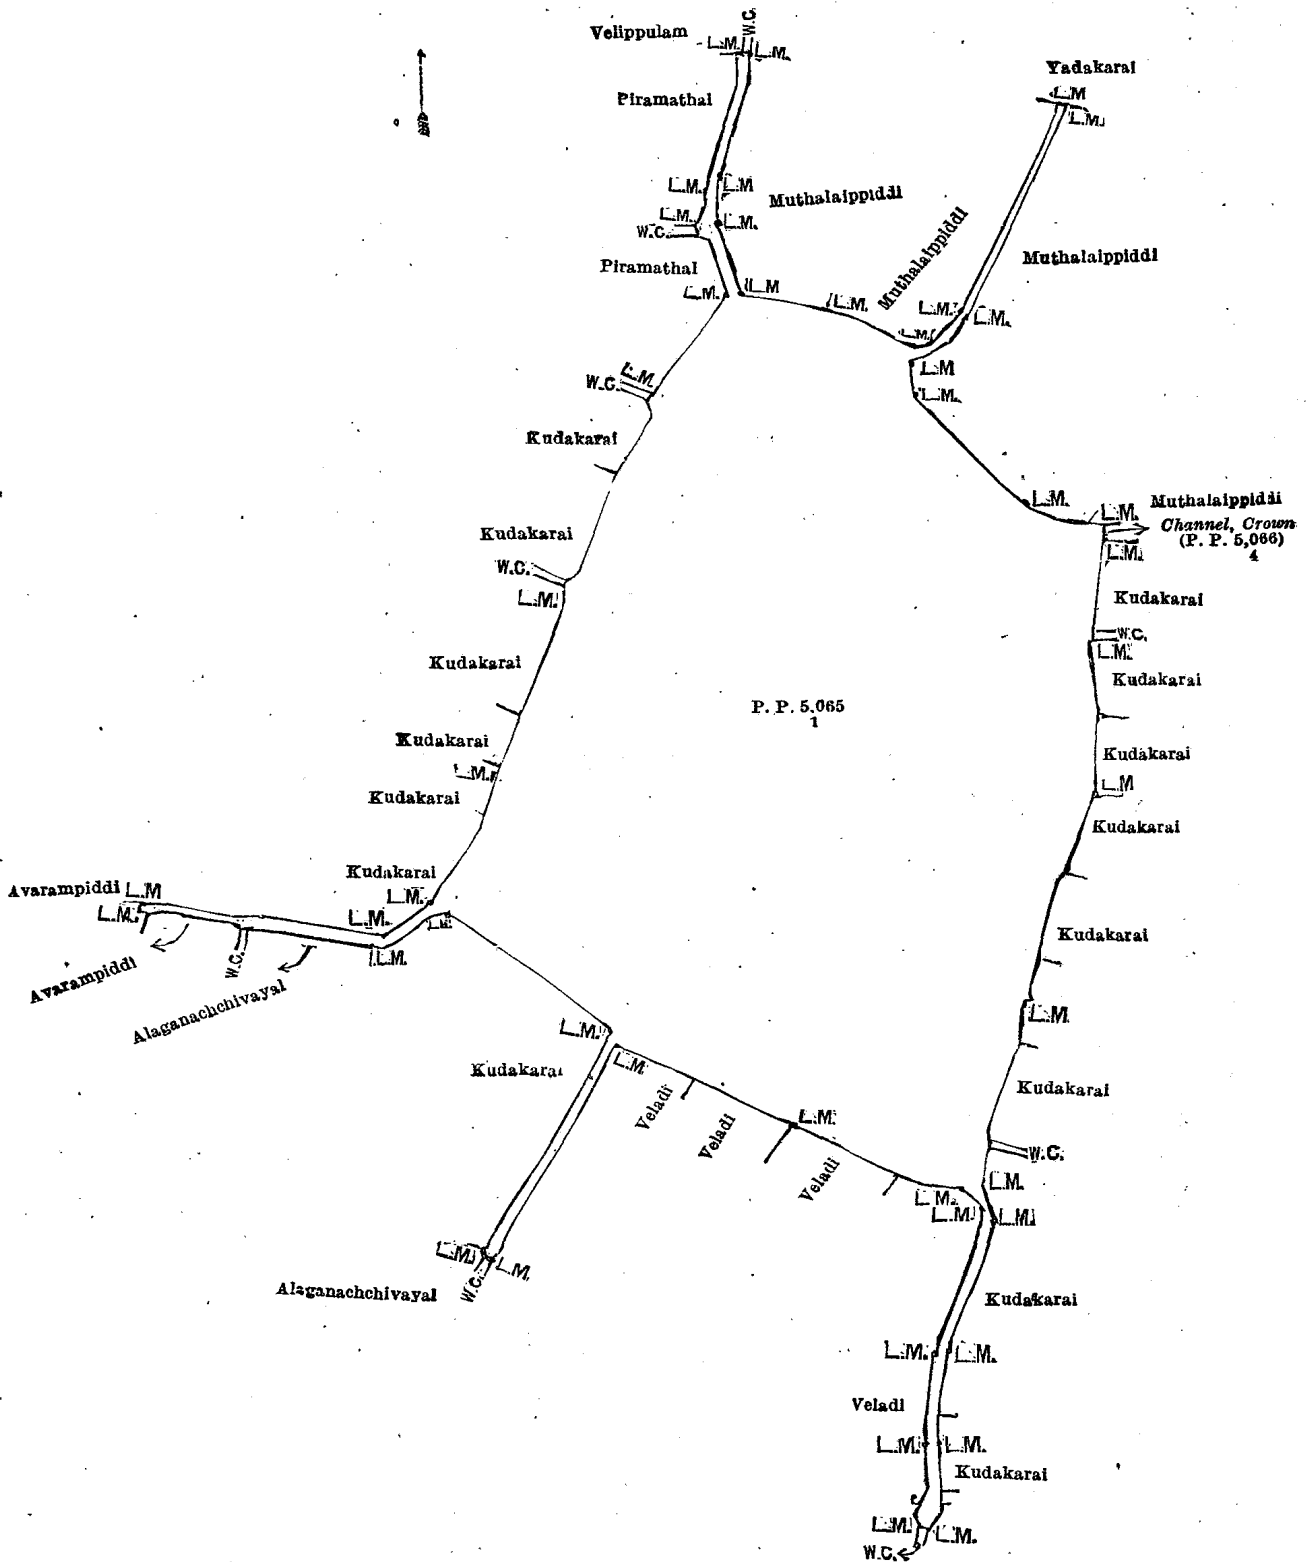 W.C.
Velippulam
L.M.
L.M.
Yadakarai
L.M
L.M.
Piramathal
L.M.
L.M
Muthalaippiddi
L.M.
L.M.
W.C.
Muthalaippiddi
Muthalaippiddi
Piramathal
L.M.
L.M
L.M.
L.M.
L.M.
L.M.
L.M
L.M.
W.C.
L.M.
Kudakarai
L.M.
L.M.
Muthalaippiddi
Channel, Crown
(P. P. 5,066)
4
L.M.
Kudakarai
W.C.
L.M.
Kudakarai
W.C.
L.M.
Kudakarai
Kudakarai
P. P. 5,065
1
Kudakarai
L.M.
Kudakarai
L.M
Kudakarai
Kudakarai
Kudakarai
L.M.
Avarampiddi
L.M
L.M.
L.M.
L.M.
L.M.
W.C.
Avarampiddi
Alaganachchivayal
Kudakarai
L.M.
L.M.
L.M.
Kudakarai
Kudakarai
Veladi
Veladi
L.M.
Veladi
W.C.
L.M.
L.M.
L.M.
L.M.
L.M.
L.M.
W.C.
Alaganachchivayal
Kudakarai
L.M.
L.M.
Veladi
L.M.
L.M.
Kudakarai
L.M.
L.M.
W.C.